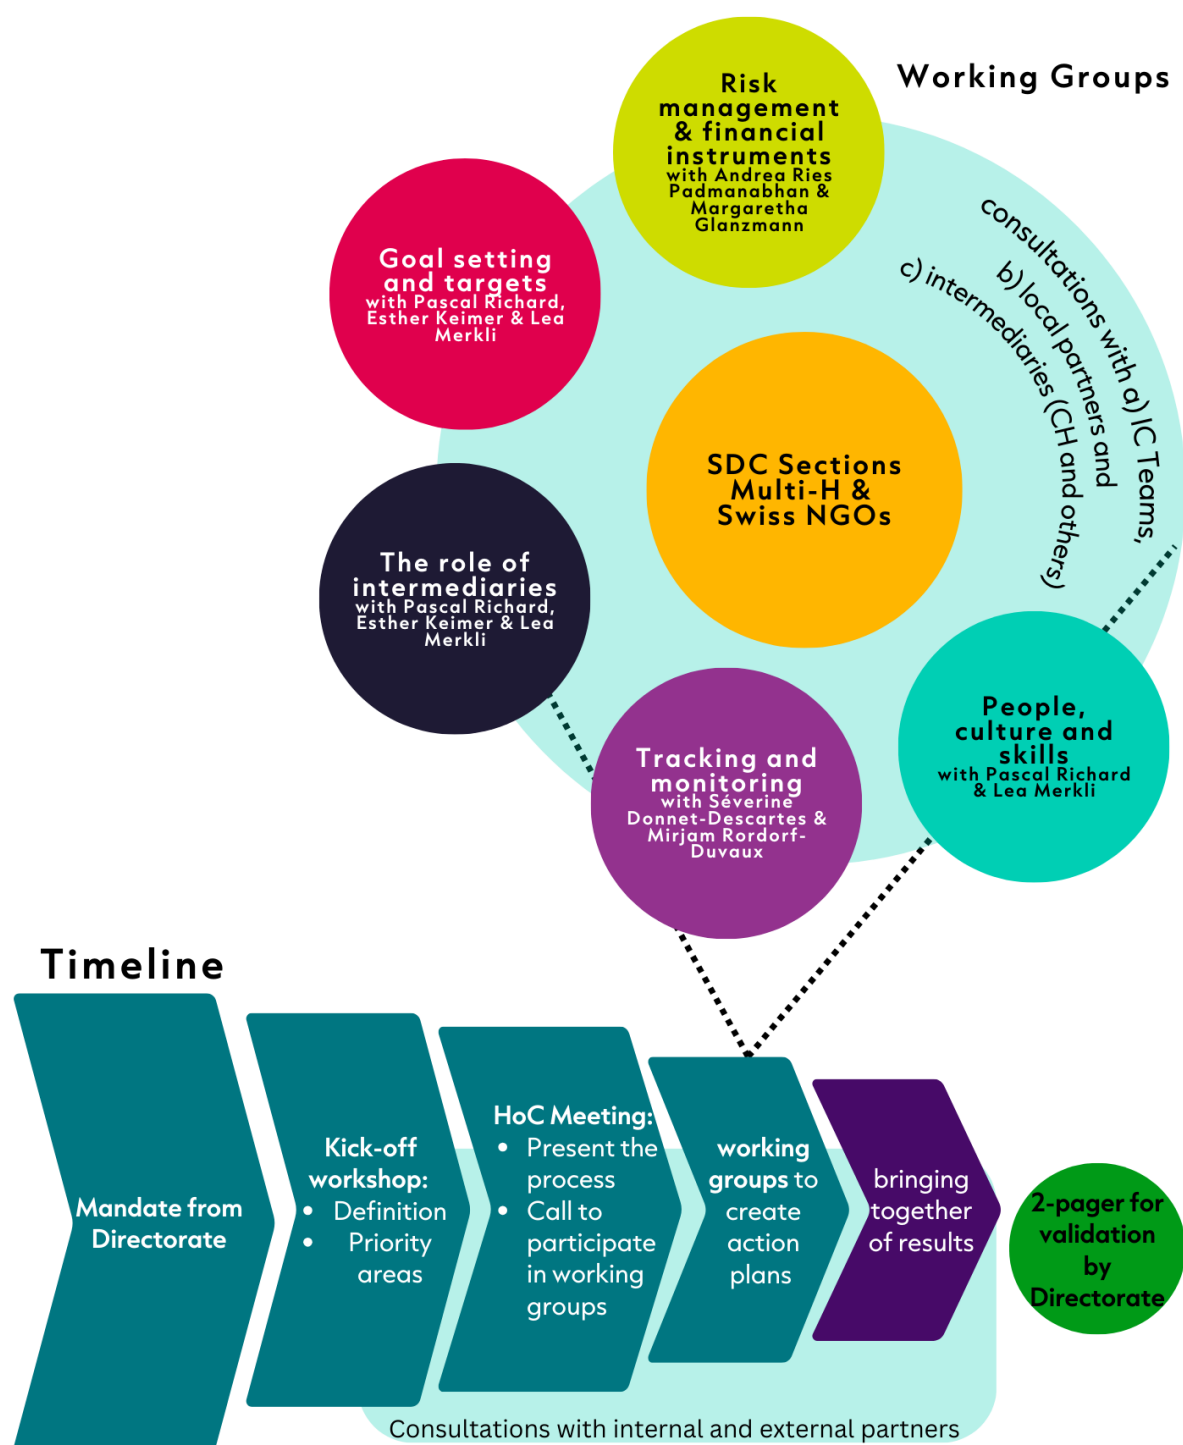 Working Groups
Risk
management
& financial
instruments
with Andrea Ries
Padmanabhan &
Margaretha
Glanzmann
Goal setting
and targets
with Pascal Richard,
Esther Keimer & Lea
Merkli
consultations with a) IC Teams,
b) local partners and
c) intermediaries (CH and others)
SDC Sections
Multi-H &
Swiss NGOs
The role of
intermediaries
with Pascal Richard,
Esther Keimer & Lea
Merkli
People,
culture and
skills
with Pascal Richard
& Lea Merkli
Tracking and
monitoring
with Séverine
Donnet-Descartes &
Mirjam Rordorf-
Duvaux
Timeline
Mandate from
Directorate
Kick-off
workshop:
• Definition
• Priority
areas
HoC Meeting:
• Present the
process
• Call to
participate
in working
groups
working
groups to
create
action
plans
bringing
together
of results
2-pager for
validation
by
Directorate
Consultations with internal and external partners